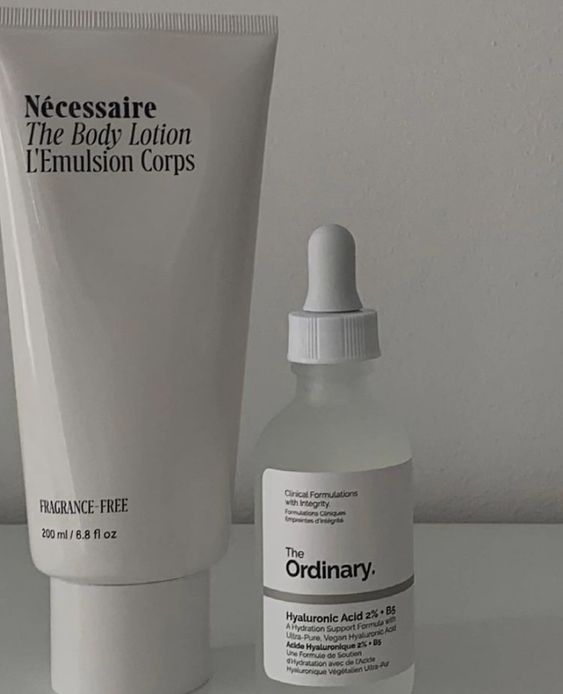 Nécessaire
The Body Lotion
L'Emulsion Corps
FRAGRANCE-FREE
200 ml / 6.8 fl oz
Clinical Formulations
with Integrity.
Formulations Cliniques
Empreintes d'Intégrité
The
Ordinary.
Hyaluronic Acid 2% + B5
A Hydration Support Formula with
Ultra-Pure, Vegan Hyaluronic Acid
Acide Hyaluronique 2% + B5
Une Formule de Soutien
d'Hydratation avec de l'Acide
Hyaluronique Végétalien Ultra-Pur